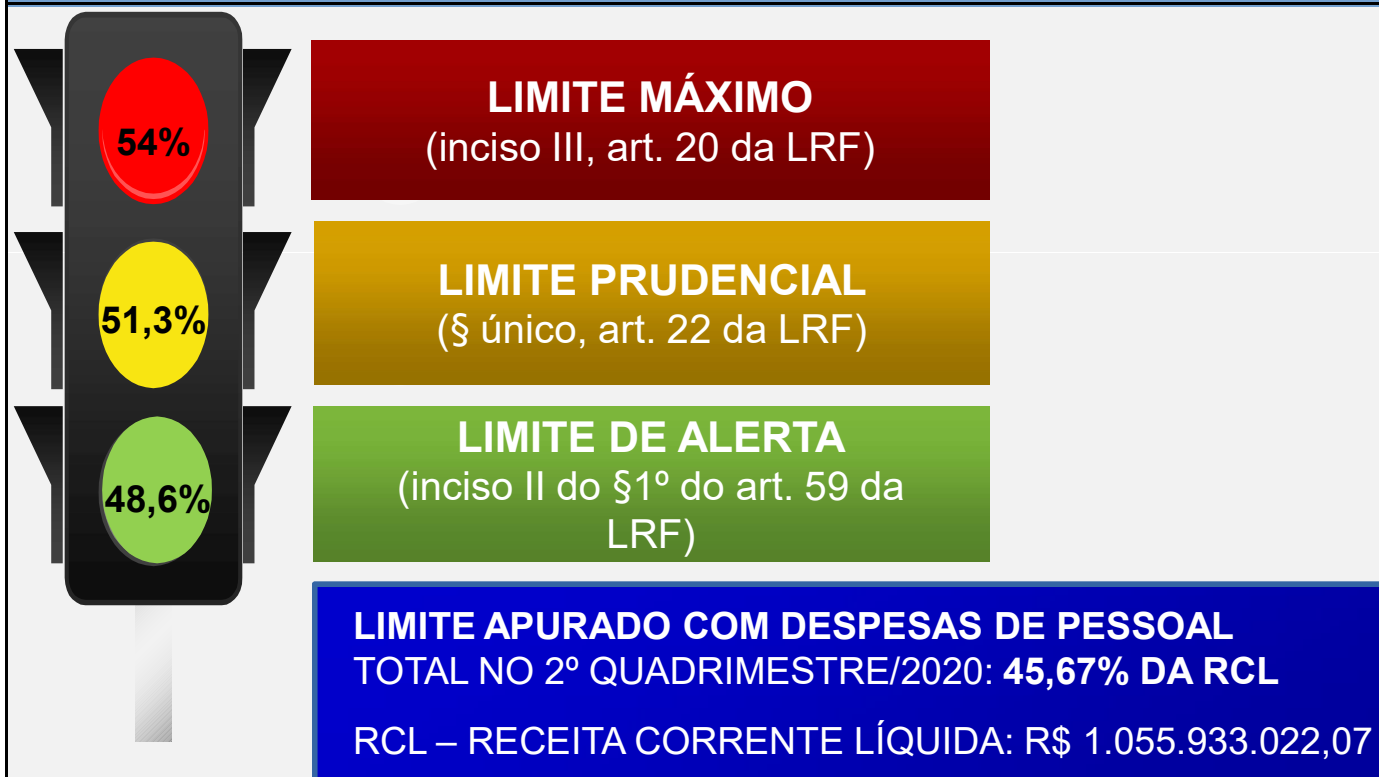 54%
LIMITE MÁXIMO
(inciso III, art. 20 da LRF)
51,3%
LIMITE PRUDENCIAL
(§ único, art. 22 da LRF)
48,6%
LIMITE DE ALERTA
(inciso II do §1º do art. 59 da
LRF)
LIMITE APURADO COM DESPESAS DE PESSOAL
TOTAL NO 2º QUADRIMESTRE/2020: 45,67% DA RCL
RCL – RECEITA CORRENTE LÍQUIDA: R$ 1.055.933.022,07